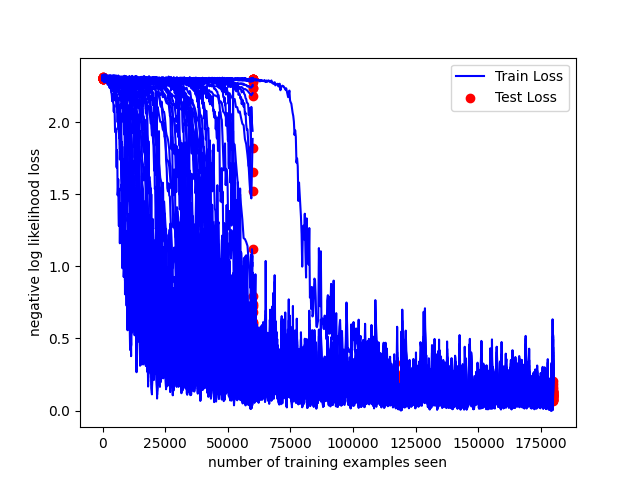 Train Loss
Test Loss
2.0
1.5
1.0
0.5
0.0
negative log likelihood loss
0 25000 50000 75000 100000 125000 150000 175000
number of training examples seen